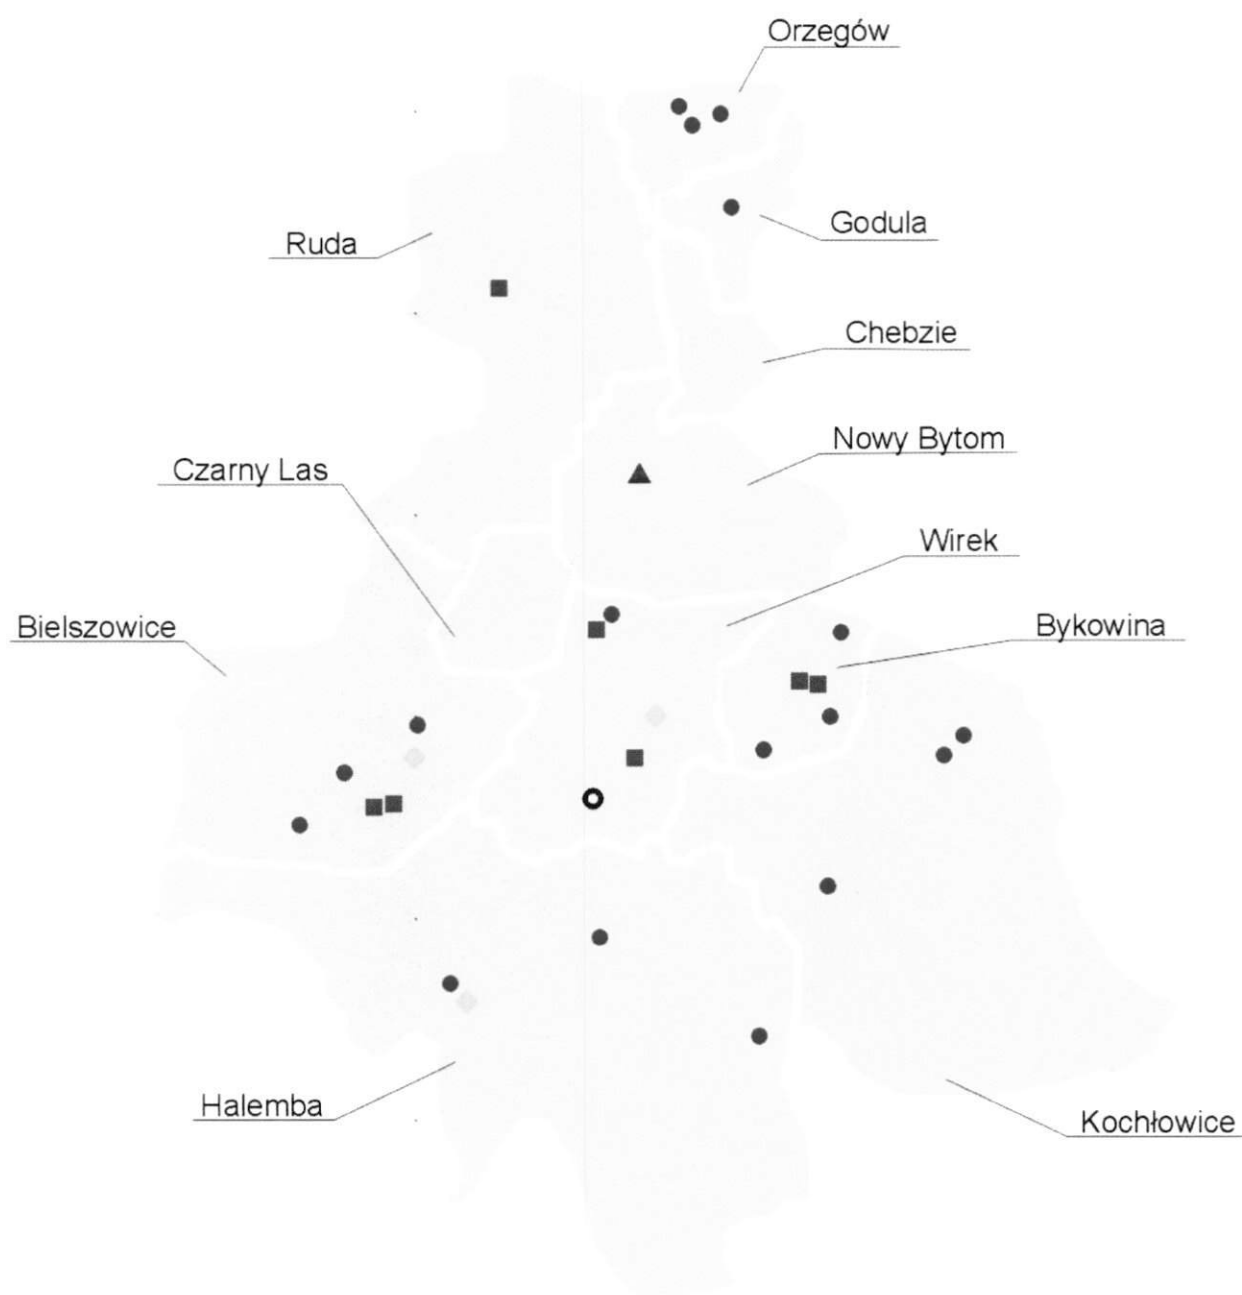 Orzegów
Godula
Ruda
Chebzie
Nowy Bytom
Czarny Las
Wirek
Bielszowice
Bykowina
Halemba
Kochłowice